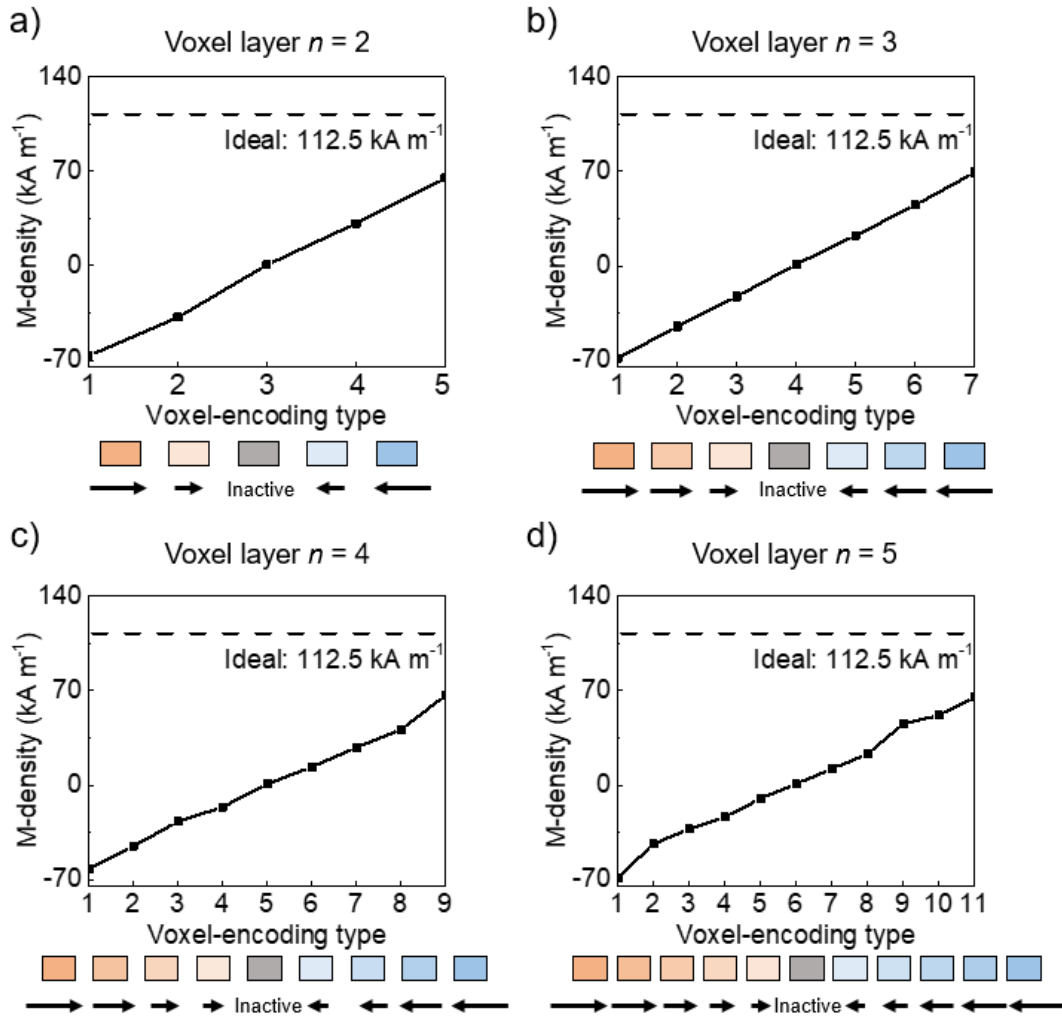 a)
Voxel layer n = 2
M-density (kA m⁻¹)
140
70
0
-70
Ideal: 112.5 kA m⁻¹
1 2 3 4 5
Voxel-encoding type
Inactive
b)
Voxel layer n = 3
M-density (kA m⁻¹)
140
70
0
-70
Ideal: 112.5 kA m⁻¹
1 2 3 4 5 6 7
Voxel-encoding type
Inactive
c)
Voxel layer n = 4
M-density (kA m⁻¹)
140
70
0
-70
Ideal: 112.5 kA m⁻¹
1 2 3 4 5 6 7 8 9
Voxel-encoding type
Inactive
d)
Voxel layer n = 5
M-density (kA m⁻¹)
140
70
0
-70
Ideal: 112.5 kA m⁻¹
1 2 3 4 5 6 7 8 9 10 11
Voxel-encoding type
Inactive